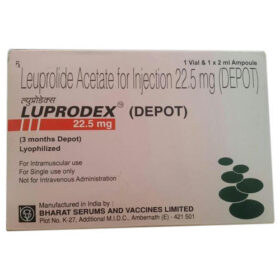 1 Vial & 1 x 2 ml Ampoule
Rx
Leuprolide Acetate for Injection 22.5 mg (DEPOT)
ल्युप्रोडेक्स
LUPRODEX™ (DEPOT)
22.5 mg
(3 months Depot)
Lyophilized
For Intramuscular use
For Single use only
Not for Intravenous Administration
Manufactured in India by :
BHARAT SERUMS AND VACCINES LIMITED
Plot No. K-27, Additional M.I.D.C., Ambernath (E) - 421 501